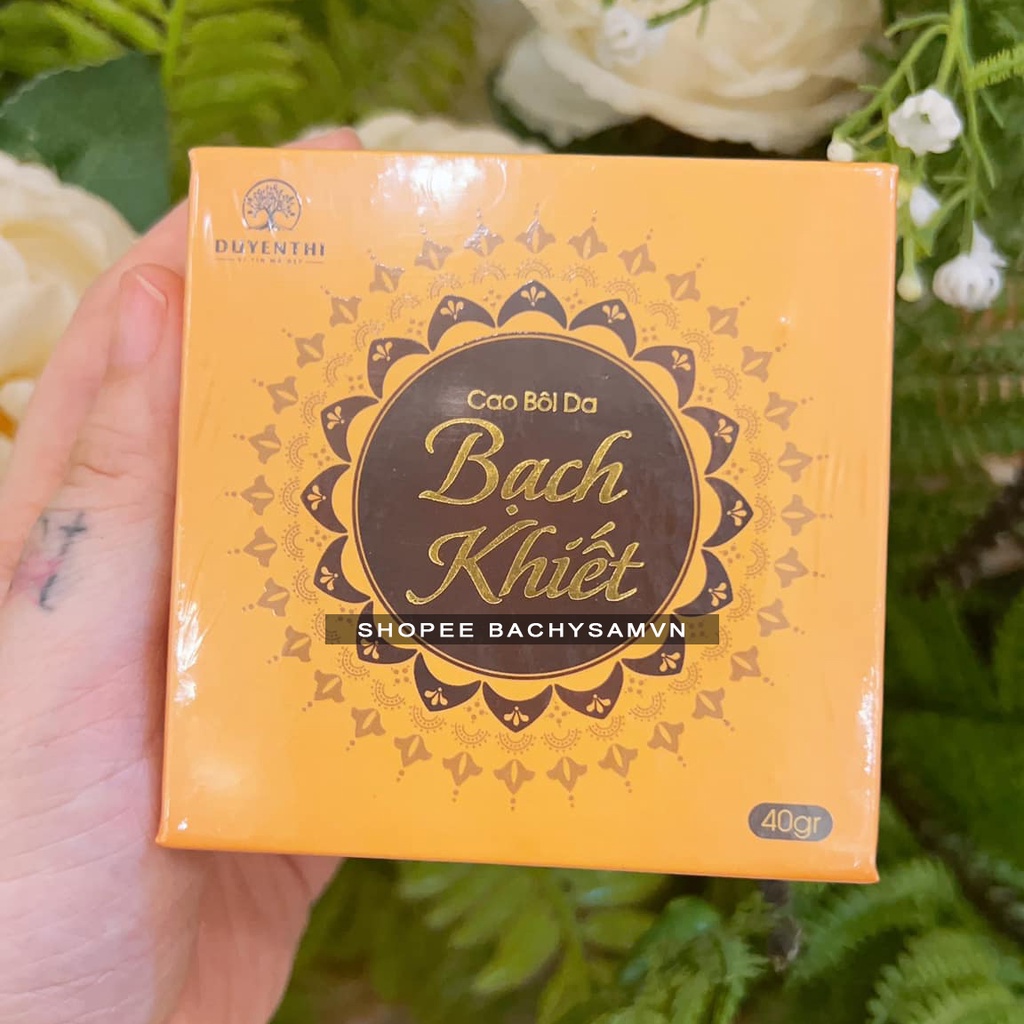 DUYENTHI
Cao Bôi Da
Bạch
Khiết
SHOPEE BACHYSAMVN
40gr